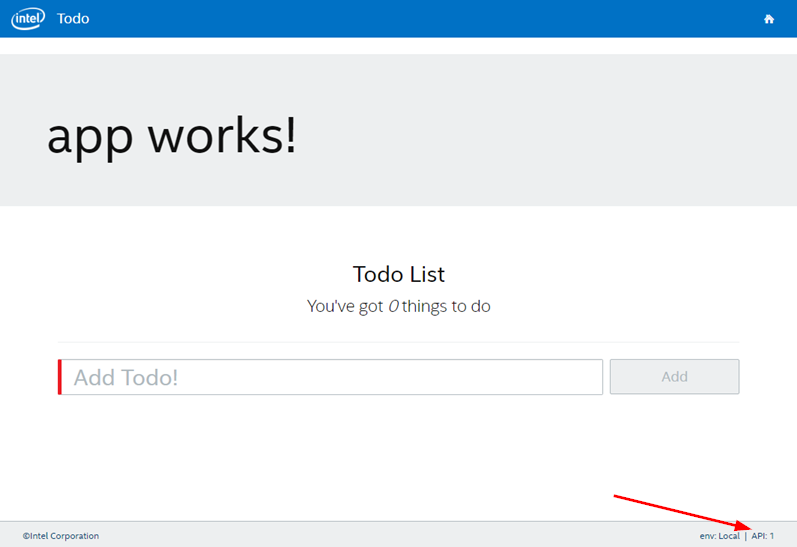 intel Todo
app works!
Todo List
You've got 0 things to do
Add Todo! Add
©Intel Corporation env: Local | API: 1